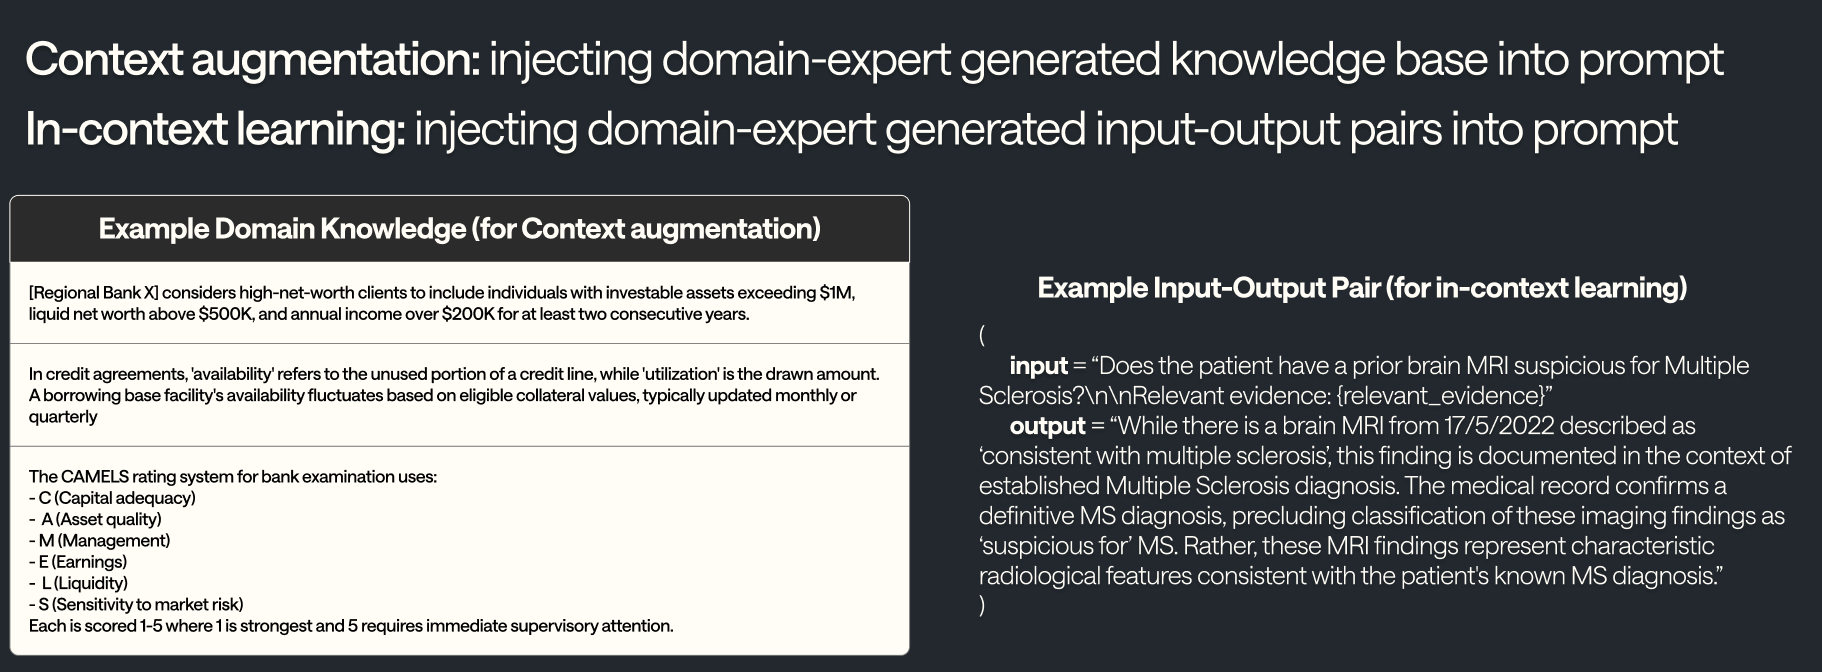 Context augmentation: injecting domain-expert generated knowledge base into prompt
In-context learning: injecting domain-expert generated input-output pairs into prompt
Example Domain Knowledge (for Context augmentation)
[Regional Bank X] considers high-net-worth clients to include individuals with investable assets exceeding $1M,
liquid net worth above $500K, and annual income over $200K for at least two consecutive years.
In credit agreements, 'availability' refers to the unused portion of a credit line, while 'utilization' is the drawn amount.
A borrowing base facility's availability fluctuates based on eligible collateral values, typically updated monthly or
quarterly
The CAMELS rating system for bank examination uses:
- C (Capital adequacy)
- A (Asset quality)
- M (Management)
- E (Earnings)
- L (Liquidity)
- S (Sensitivity to market risk)
Each is scored 1-5 where 1 is strongest and 5 requires immediate supervisory attention.
Example Input-Output Pair (for in-context learning)
(
input = “Does the patient have a prior brain MRI suspicious for Multiple
Sclerosis?\n\nRelevant evidence: {relevant_evidence}”
output = “While there is a brain MRI from 17/5/2022 described as
‘consistent with multiple sclerosis’, this finding is documented in the context of
established Multiple Sclerosis diagnosis. The medical record confirms a
definitive MS diagnosis, precluding classification of these imaging findings as
‘suspicious for’ MS. Rather, these MRI findings represent characteristic
radiological features consistent with the patient's known MS diagnosis.”
)